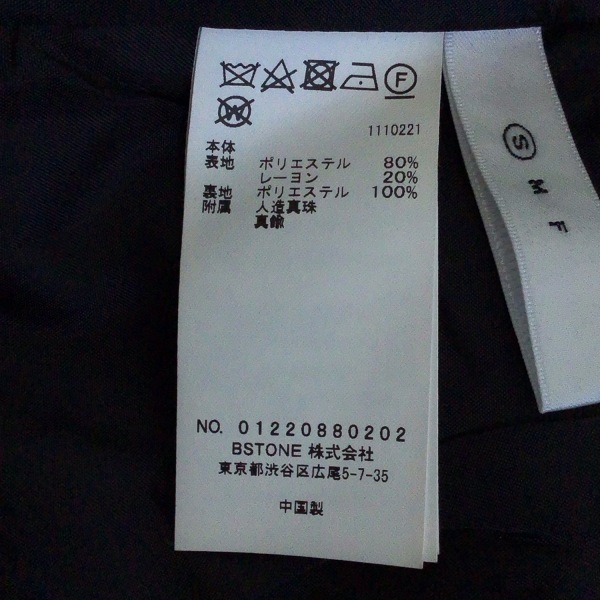 F
W
1110221
本体
表地 ポリエステル 80%
レーヨン 20%
裏地 ポリエステル 100%
附属 人造真珠
真鍮
NO. 01220880202
BSTONE 株式会社
東京都渋谷区広尾5-7-35
中国製
S M F